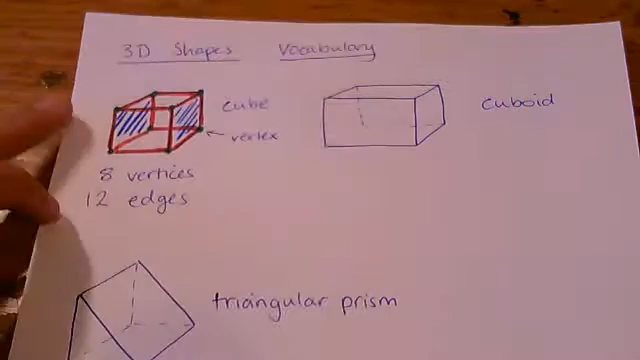 3D Shapes Vocabulary
cube
cuboid
vertex
8 vertices
12 edges
triangular prism